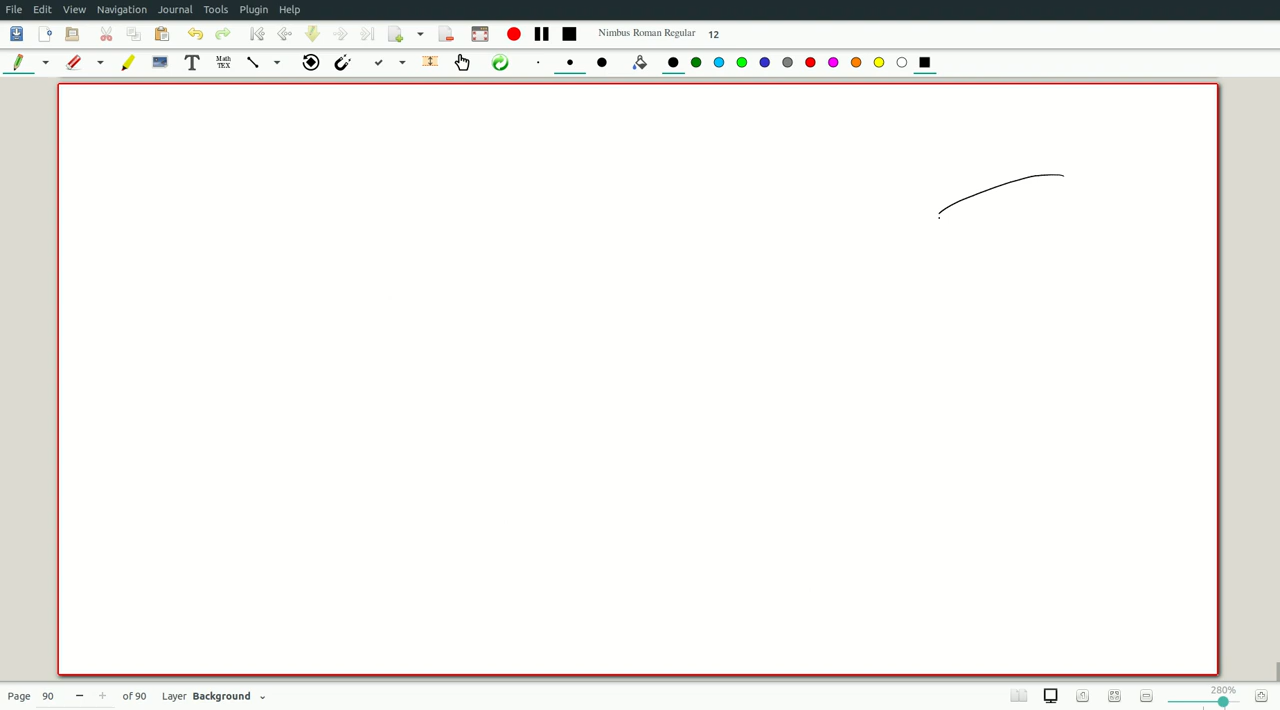 File Edit View Navigation Journal Tools Plugin Help
Nimbus Roman Regular 12
T Math TEX
280%
Page 90 of 90 Layer Background